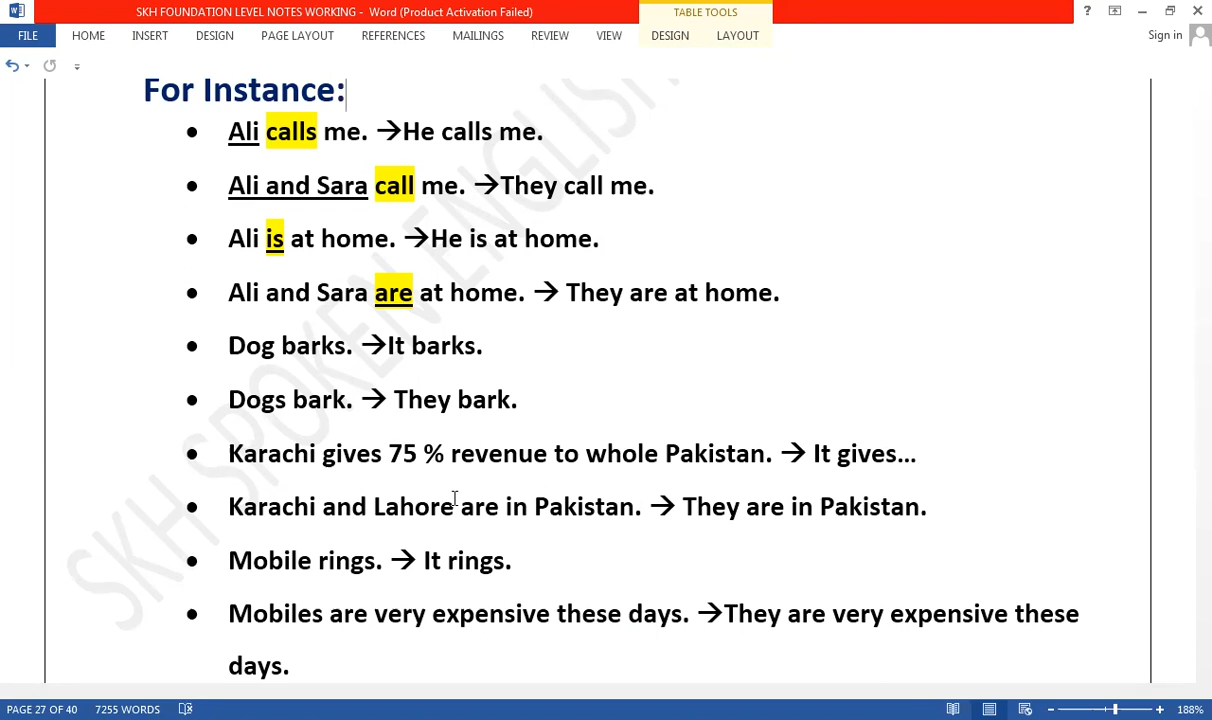 SKH FOUNDATION LEVEL NOTES WORKING - Word (Product Activation Failed)
TABLE TOOLS
?
FILE HOME INSERT DESIGN PAGE LAYOUT REFERENCES MAILINGS REVIEW VIEW DESIGN LAYOUT Sign in
For Instance:
• Ali calls me. →He calls me.
• Ali and Sara call me. →They call me.
• Ali is at home. →He is at home.
• Ali and Sara are at home. → They are at home.
• Dog barks. →It barks.
• Dogs bark. → They bark.
• Karachi gives 75 % revenue to whole Pakistan. → It gives…
• Karachi and Lahore are in Pakistan. → They are in Pakistan.
• Mobile rings. → It rings.
• Mobiles are very expensive these days. →They are very expensive these
days.
SKH SPOKEN ENGLISH
PAGE 27 OF 40 7255 WORDS 188%